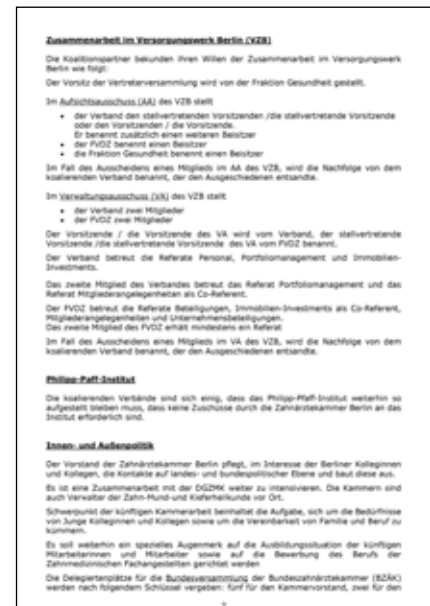 Zusammenarbeit im Versorgungswerk Berlin (VZB)
Die Koalitionspartner bekunden ihren Willen der Zusammenarbeit im Versorgungswerk
Berlin wie folgt:
Der Vorsitz der Vertreterversammlung wird von der Fraktion Gesundheit gestellt.
Im Aufsichtsausschuss (AA) des VZB stellt
• der Verband den stellvertretenden Vorsitzenden /die stellvertretende Vorsitzende
oder den Vorsitzenden / die Vorsitzende.
Er benennt zusätzlich einen weiteren Beisitzer
• der FVDZ benennt einen Beisitzer
• die Fraktion Gesundheit benennt einen Beisitzer
Im Fall des Ausscheidens eines Mitglieds im AA des VZB, wird die Nachfolge von dem
koalierenden Verband benannt, der den Ausgeschiedenen entsandte.
Im Verwaltungsausschuss (VA) des VZB stellt
• der Verband zwei Mitglieder
• der FVDZ zwei Mitglieder
Der Vorsitzende / die Vorsitzende des VA wird vom Verband, der stellvertretende
Vorsitzende /die stellvertretende Vorsitzende des VA vom FVDZ benannt.
Der Verband betreut die Referate Personal, Portfoliomanagement und Immobilien-
Investments.
Das zweite Mitglied des Verbandes betreut das Referat Portfoliomanagement und das
Referat Mitgliederangelegenheiten als Co-Referent.
Der FVDZ betreut die Referate Beteiligungen, Immobilien-Investments als Co-Referent,
Mitgliederangelegenheiten und Unternehmensbeteiligungen.
Das zweite Mitglied des FVDZ erhält mindestens ein Referat
Im Fall des Ausscheidens eines Mitglieds im VA des VZB, wird die Nachfolge von dem
koalierenden Verband benannt, der den Ausgeschiedenen entsandte.
Philipp-Pfaff-Institut
Die koalierenden Verbände sind sich einig, dass das Philipp-Pfaff-Institut weiterhin so
aufgestellt bleiben muss, dass keine Zuschüsse durch die Zahnärztekammer Berlin an das
Institut erforderlich sind.
Innen- und Außenpolitik
Der Vorstand der Zahnärztekammer Berlin pflegt, im Interesse der Berliner Kolleginnen
und Kollegen, die Kontakte auf landes- und bundespolitischer Ebene und baut diese aus.
Es ist eine Zusammenarbeit mit der DGZMK weiter zu intensivieren. Die Kammern sind
auch Verwalter der Zahn-Mund-und Kieferheilkunde vor Ort.
Schwerpunkt der künftigen Kammerarbeit beinhaltet die Aufgabe, sich um die Bedürfnisse
von Junge Kolleginnen und Kollegen sowie um die Vereinbarkeit von Familie und Beruf zu
kümmern.
Es soll weiterhin ein spezielles Augenmerk auf die Ausbildungssituation der künftigen
Mitarbeiterinnen und Mitarbeiter sowie auf die Bewerbung des Berufs der
Zahnmedizinischen Fachangestellten gerichtet werden
Die Delegiertenplätze für die Bundesversammlung der Bundeszahnärztekammer (BZÄK)
werden nach folgendem Schlüssel vergeben: fünf für den Kammervorstand, zwei für den